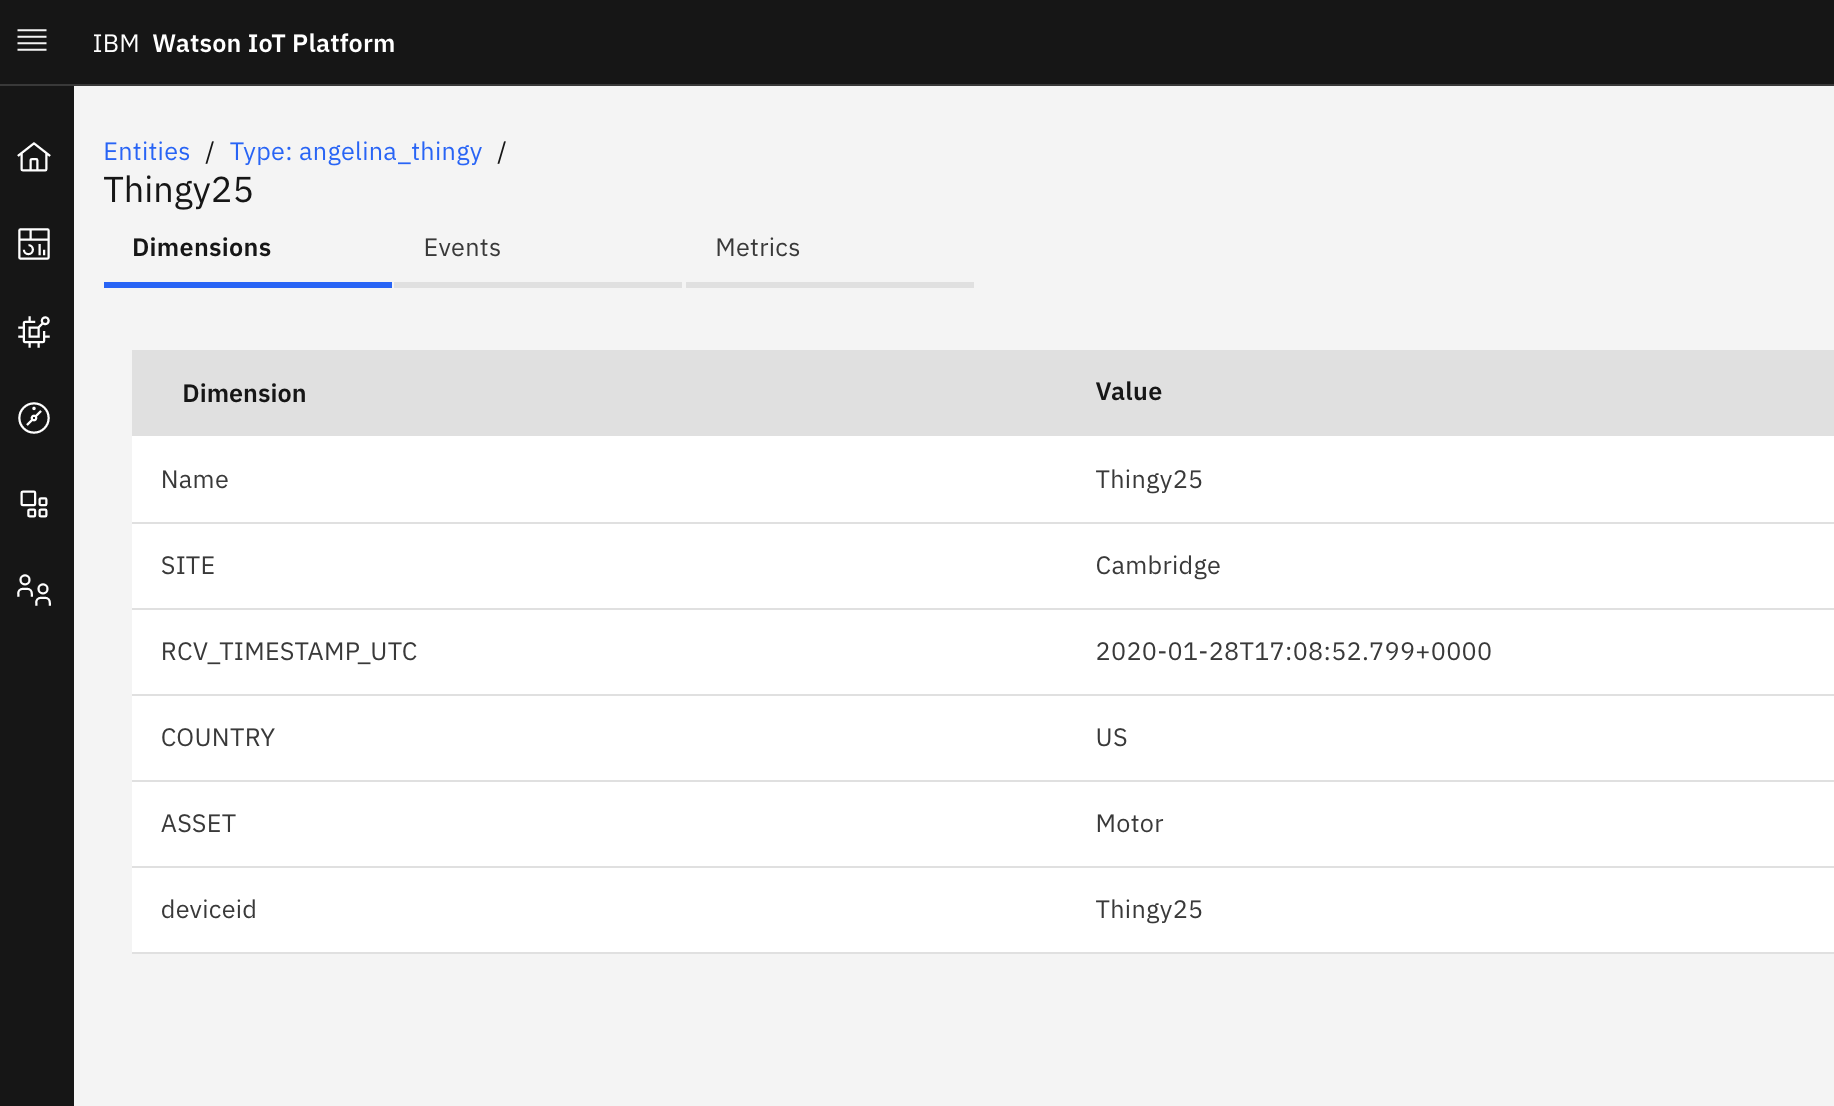 IBM Watson IoT Platform
Entities / Type: angelina_thingy /
Thingy25
Dimensions Events Metrics
Dimension Value
Name Thingy25
SITE Cambridge
RCV_TIMESTAMP_UTC 2020-01-28T17:08:52.799+0000
COUNTRY US
ASSET Motor
deviceid Thingy25